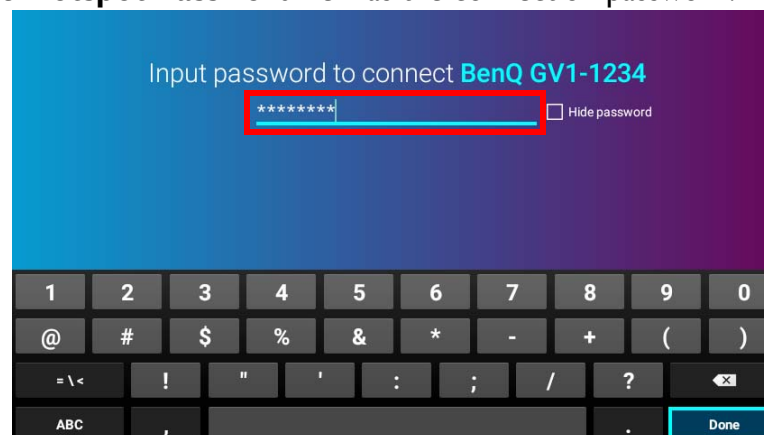 Input password to connect BenQ GV1-1234
******** Hide password
1 2 3 4 5 6 7 8 9 0
@ # $ % & * - + ( )
= \ < ! " ' : ; / ?
ABC , . Done